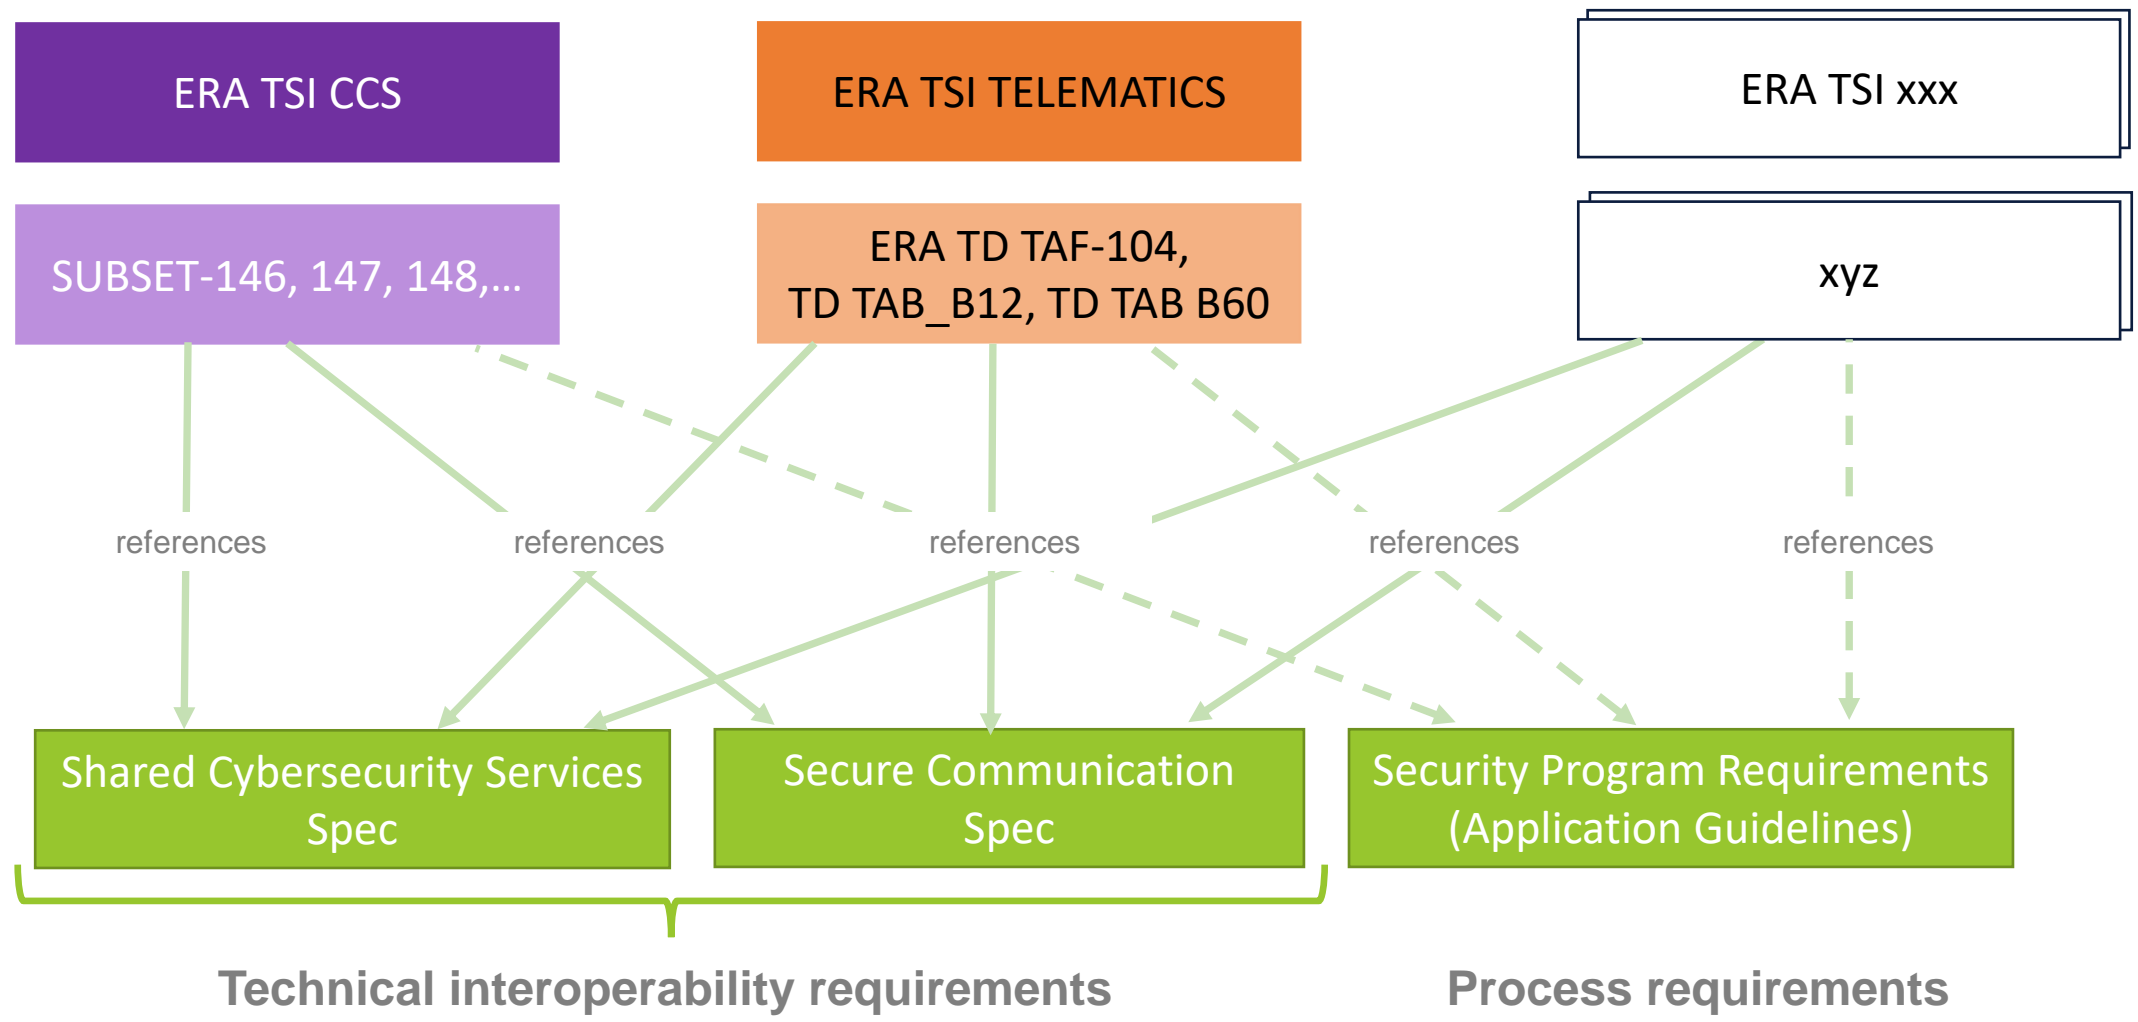 ERA TSI CCS
ERA TSI TELEMATICS
ERA TSI xxx
SUBSET-146, 147, 148,...
ERA TD TAF-104,
TD TAB_B12, TD TAB B60
xyz
references
references
references
references
references
Shared Cybersecurity Services
Spec
Secure Communication
Spec
Security Program Requirements
(Application Guidelines)
Technical interoperability requirements
Process requirements